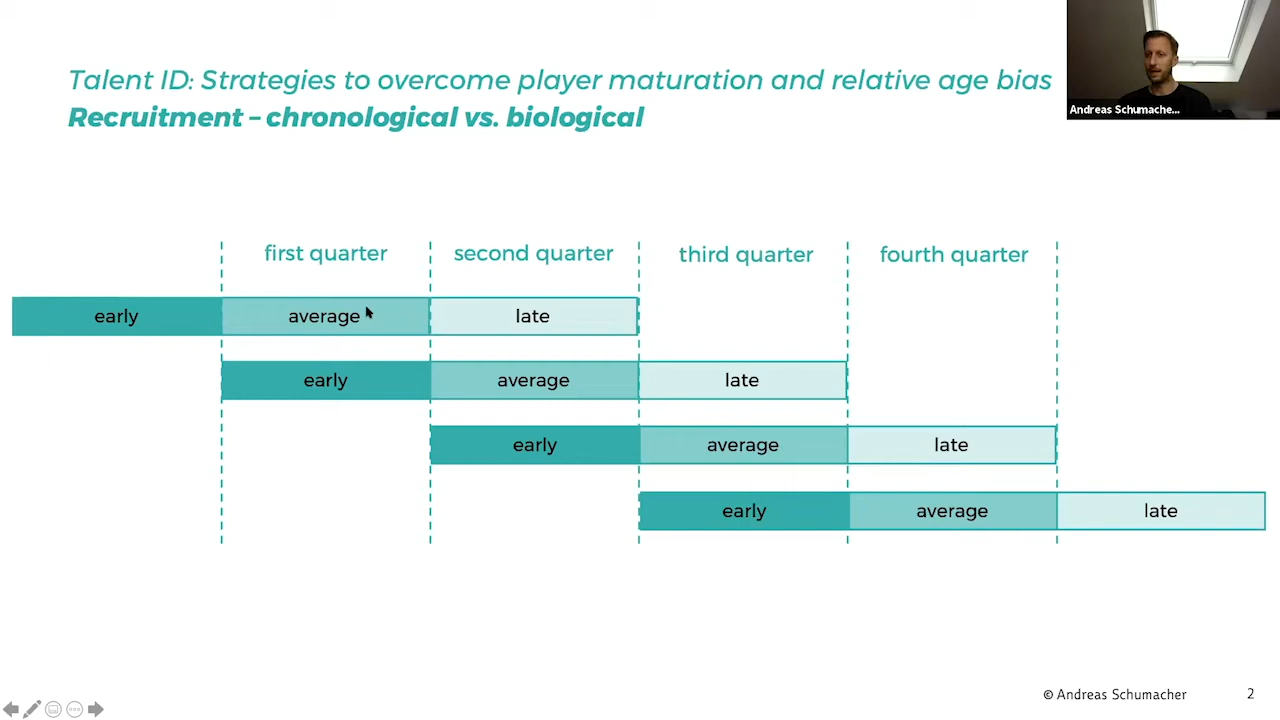 Talent ID: Strategies to overcome player maturation and relative age bias
Recruitment – chronological vs. biological
Andreas Schumache...
first quarter second quarter third quarter fourth quarter
early average late
early average late
early average late
early average late
© Andreas Schumacher 2